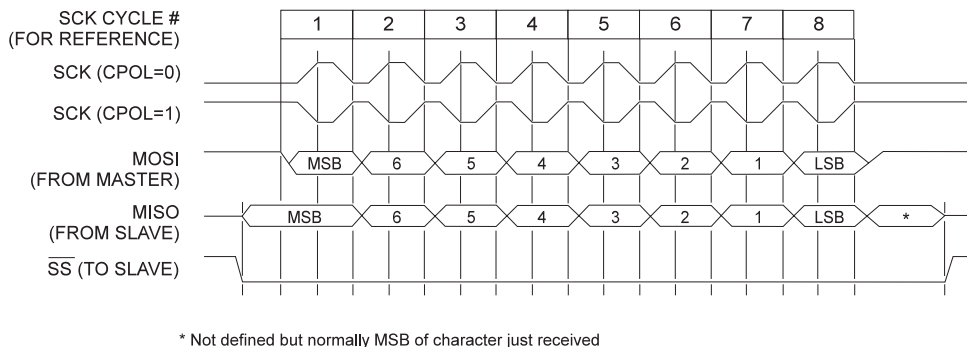 SCK CYCLE #
(FOR REFERENCE)
1 2 3 4 5 6 7 8
SCK (CPOL=0)
SCK (CPOL=1)
MOSI
(FROM MASTER)
MSB 6 5 4 3 2 1 LSB
MISO
(FROM SLAVE)
MSB 6 5 4 3 2 1 LSB *
SS (TO SLAVE)
* Not defined but normally MSB of character just received